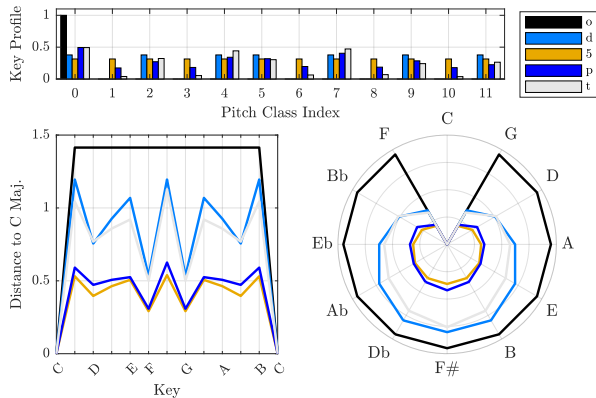 Key Profile
1
0.5
0
0 1 2 3 4 5 6 7 8 9 10 11
Pitch Class Index
o
d
5
p
t
Distance to C Maj.
1.5
1
0.5
0
C D E F G A B C
Key
C
F G
Bb D
Eb A
Ab E
Db B
F#